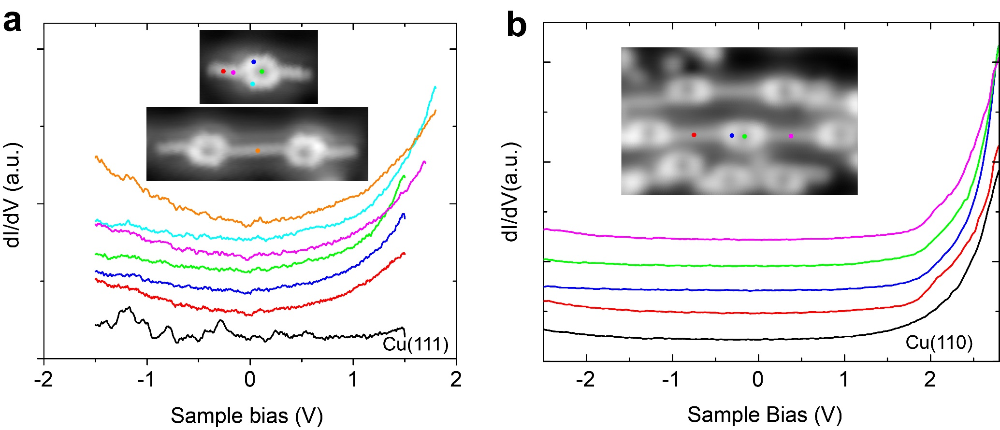 a
dI/dV (a.u.)
Cu(111)
-2 -1 0 1 2
Sample bias (V)
b
dI/dV(a.u.)
Cu(110)
-2 -1 0 1 2
Sample Bias (V)